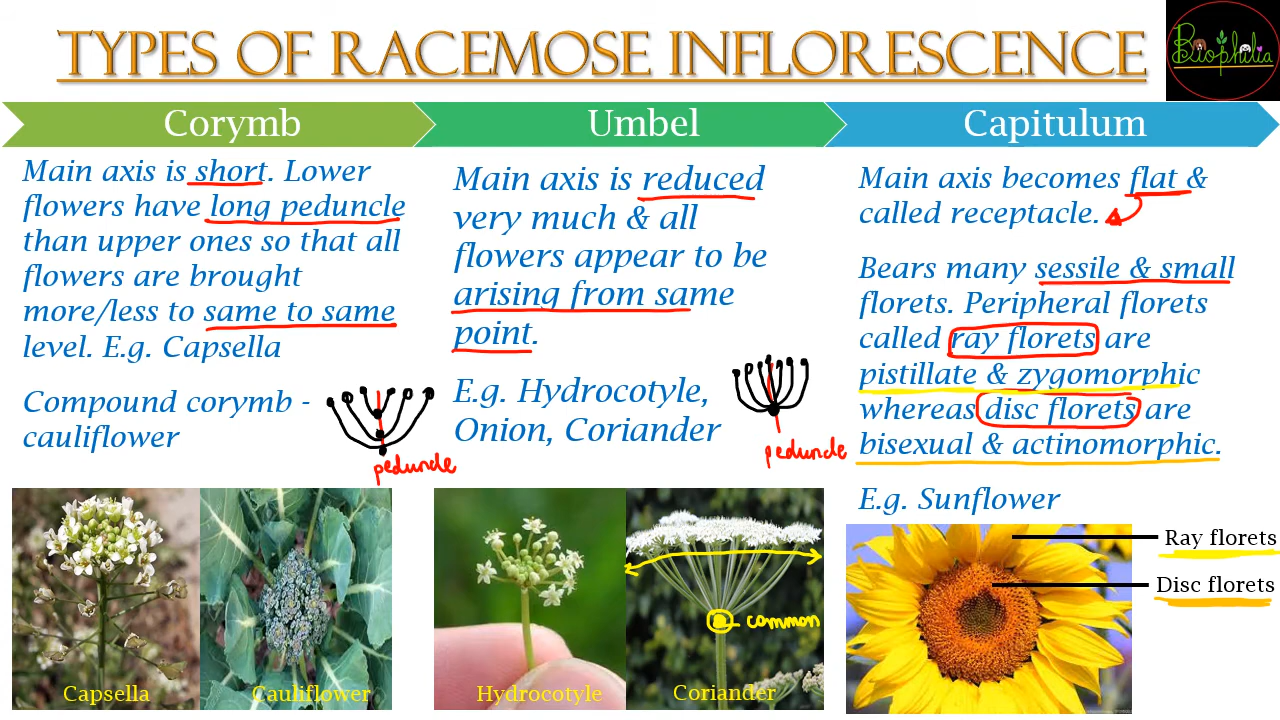 TYPES OF RACEMOSE INFLORESCENCE
Biophilia
Corymb
Main axis is short. Lower
flowers have long peduncle
than upper ones so that all
flowers are brought
more/less to same to same
level. E.g. Capsella
Compound corymb -
cauliflower
peduncle
Capsella
Cauliflower
Umbel
Main axis is reduced
very much & all
flowers appear to be
arising from same
point.
E.g. Hydrocotyle,
Onion, Coriander
peduncle
common
Hydrocotyle
Coriander
Capitulum
Main axis becomes flat &
called receptacle.
Bears many sessile & small
florets. Peripheral florets
called ray florets are
pistillate & zygomorphic
whereas disc florets are
bisexual & actinomorphic.
E.g. Sunflower
Ray florets
Disc florets